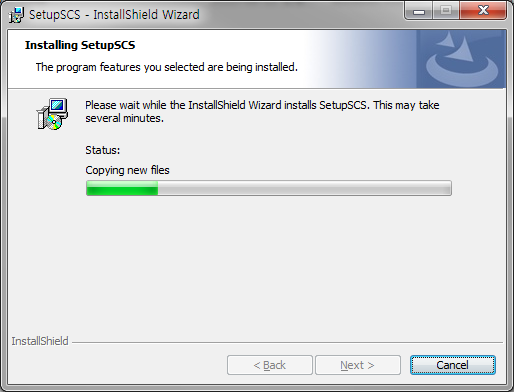 SetupSCS - InstallShield Wizard
Installing SetupSCS
The program features you selected are being installed.
Please wait while the InstallShield Wizard installs SetupSCS. This may take
several minutes.
Status:
Copying new files
InstallShield
< Back
Next >
Cancel